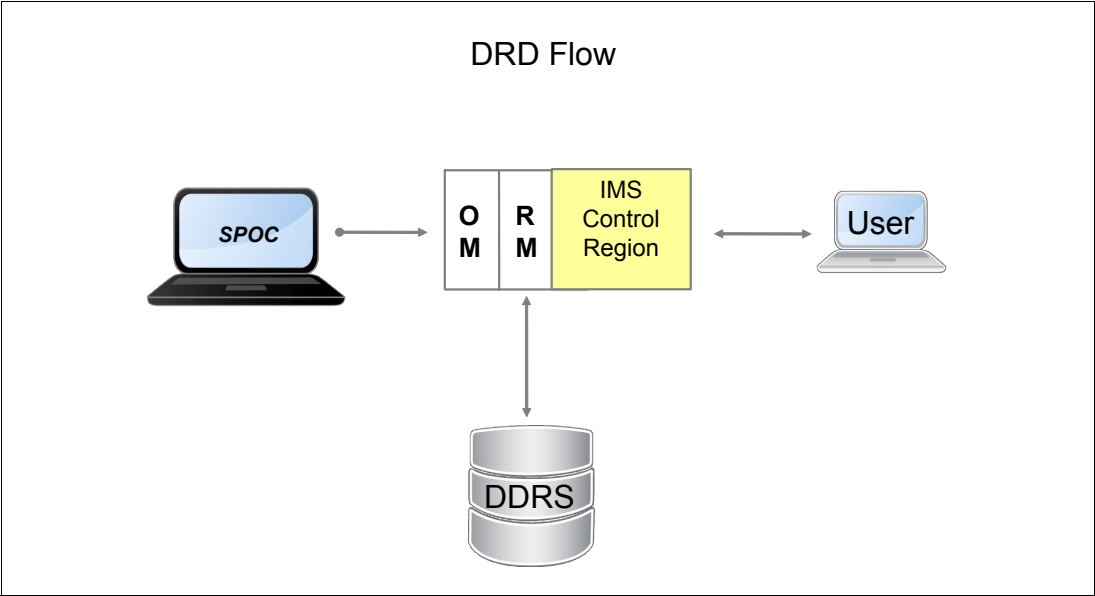 DRD Flow
SPOC
O
M
R
M
IMS
Control
Region
User
DDRS